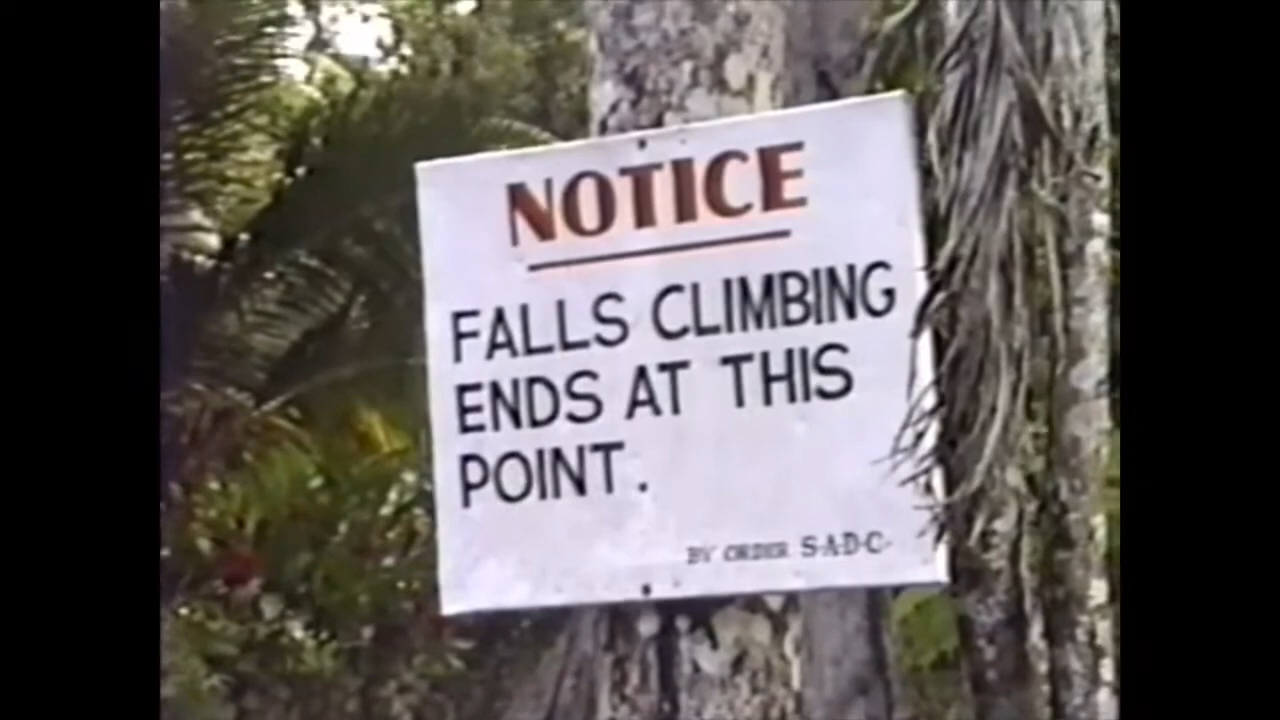 NOTICE
FALLS CLIMBING
ENDS AT THIS
POINT.
BY ORDER S·A·D·C·